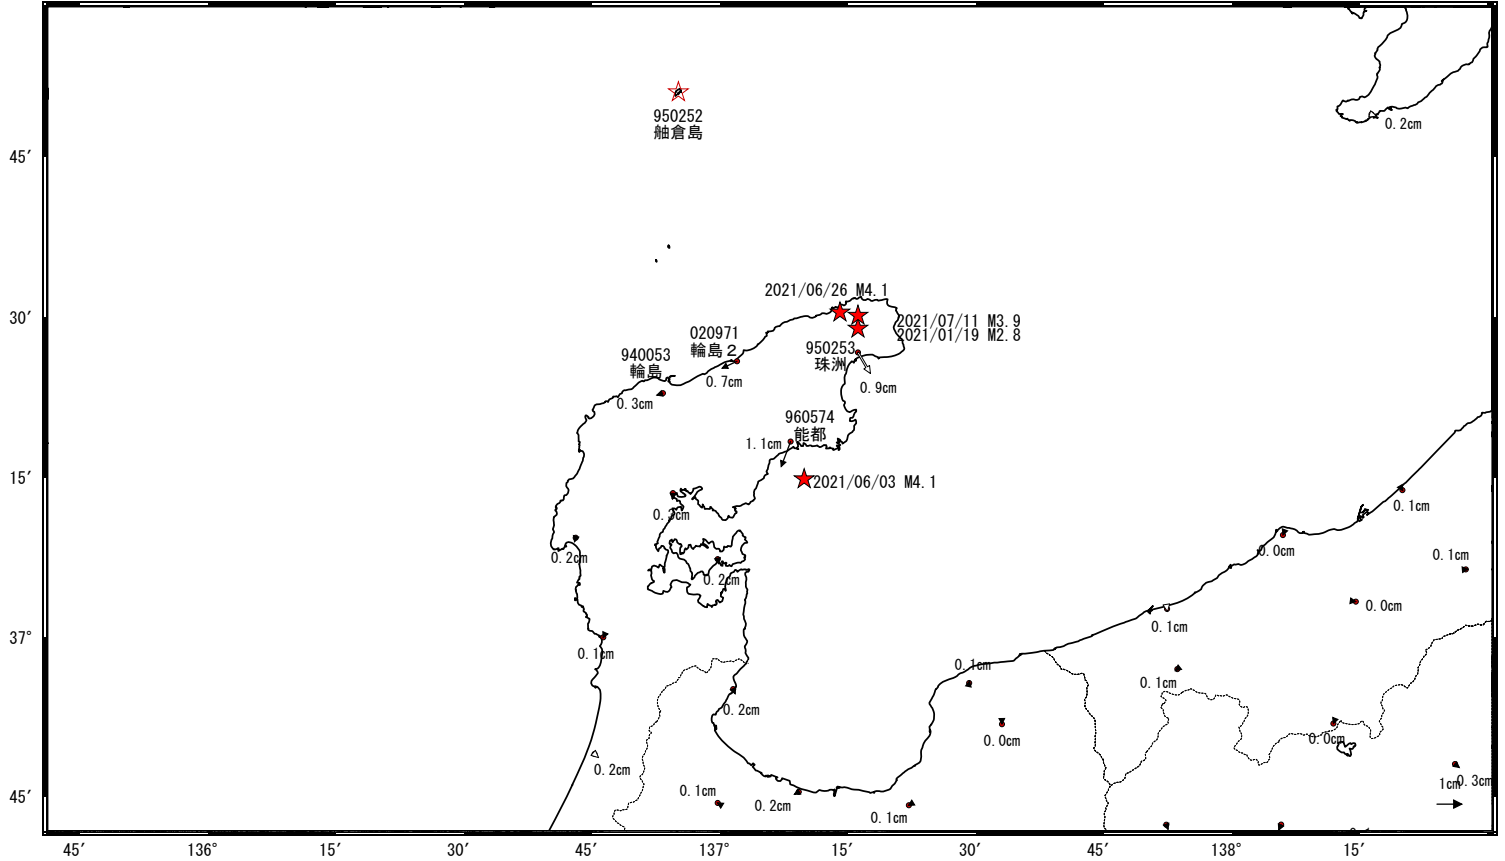 950252
舳倉島
0.2cm
45′
2021/06/26 M4.1
30′
2021/07/11 M3.9
2021/01/19 M2.8
020971
輪島２
950253
珠洲
940053
輪島
0.7cm
0.9cm
0.3cm
960574
能都
1.1cm
15′
2021/06/03 M4.1
0.1cm
0.0cm
0.1cm
0.2cm
0.2cm
0.0cm
0.1cm
37°
0.1cm
0.1cm
0.1cm
0.2cm
0.0cm
0.0cm
0.2cm
0.3cm
1cm
0.1cm
45′
0.2cm
0.1cm
45′
136°
15′
30′
45′
137°
15′
30′
45′
138°
15′